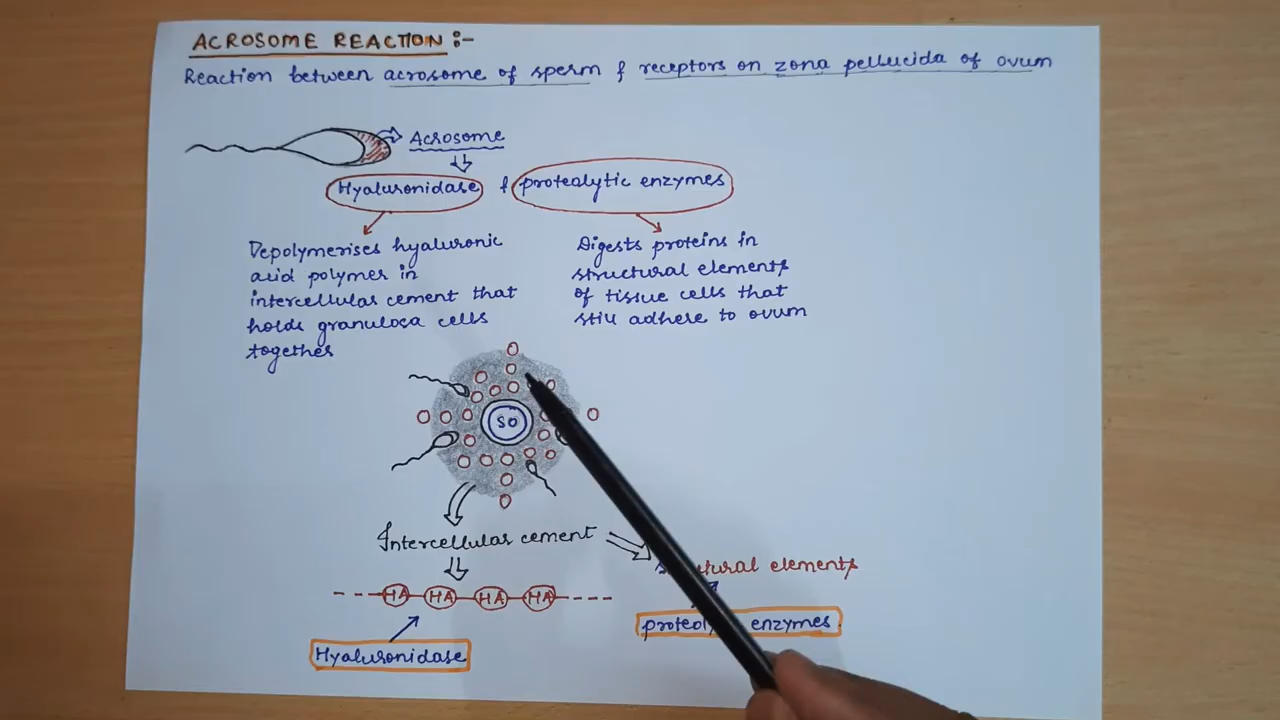 ACROSOME REACTION :-
Reaction between acrosome of sperm & receptors on zona pellucida of ovum
Acrosome
Hyaluronidase & proteolytic enzymes
Depolymerises hyaluronic
acid polymer in
intercellular cement that
holds granulosa cells
together
Digests proteins in
structural elements
of tissue cells that
still adhere to ovum
SO
Intercellular cement
elements
HA HA HA HA
enzymes
Hyaluronidase